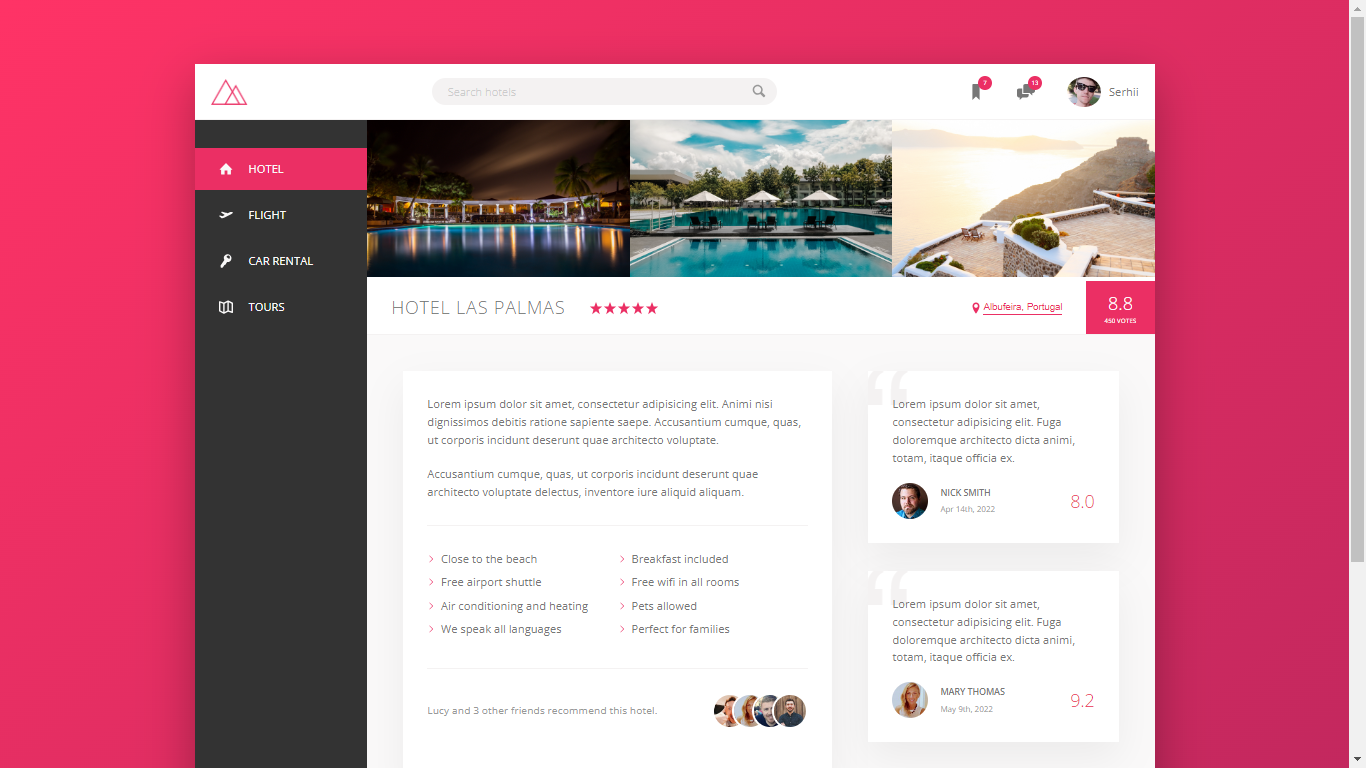 Search hotels
7
13
Serhii
HOTEL
FLIGHT
CAR RENTAL
TOURS
HOTEL LAS PALMAS
Albufeira, Portugal
8.8
450 VOTES
Lorem ipsum dolor sit amet, consectetur adipisicing elit. Animi nisi
dignissimos debitis ratione sapiente saepe. Accusantium cumque, quas,
ut corporis incidunt deserunt quae architecto voluptate.
Accusantium cumque, quas, ut corporis incidunt deserunt quae
architecto voluptate delectus, inventore iure aliquid aliquam.
Close to the beach
Free airport shuttle
Air conditioning and heating
We speak all languages
Breakfast included
Free wifi in all rooms
Pets allowed
Perfect for families
Lucy and 3 other friends recommend this hotel.
“
Lorem ipsum dolor sit amet,
consectetur adipisicing elit. Fuga
doloremque architecto dicta animi,
totam, itaque officia ex.
NICK SMITH
Apr 14th, 2022
8.0
“
Lorem ipsum dolor sit amet,
consectetur adipisicing elit. Fuga
doloremque architecto dicta animi,
totam, itaque officia ex.
MARY THOMAS
May 9th, 2022
9.2